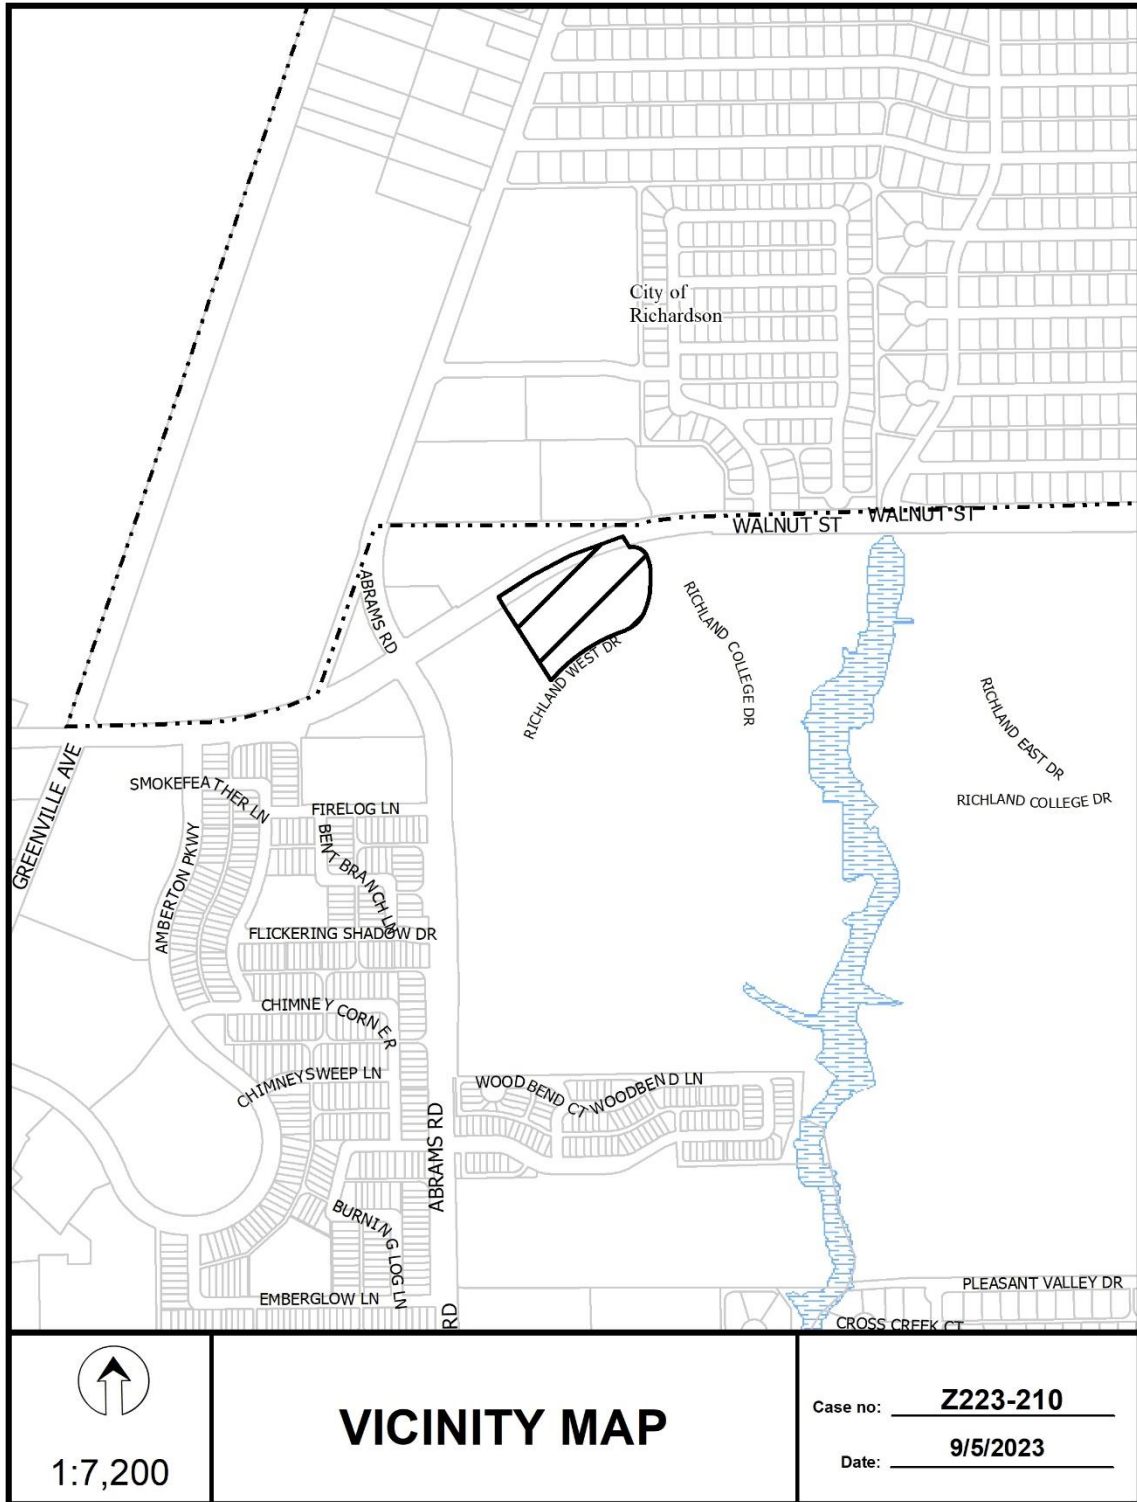 City of
Richardson
WALNUT ST
WALNUT ST
ABRAMS RD
RICHLAND COLLEGE DR
RICHLAND WEST DR
RICHLAND EAST DR
RICHLAND COLLEGE DR
GREENVILLE AVE
SMOKEFEATHER LN
FIRELOG LN
BENT BRANCH LN
AMBERTON PKWY
FLICKERING SHADOW DR
CHIMNEY CORNER
CHIMNEYSWEEP LN
WOODBEND CT
WOODBEND LN
ABRAMS RD
BURNING LOG LN
EMBERGLOW LN
RD
PLEASANT VALLEY DR
CROSS CREEK CT
1:7,200
VICINITY MAP
Case no: Z223-210
Date: 9/5/2023